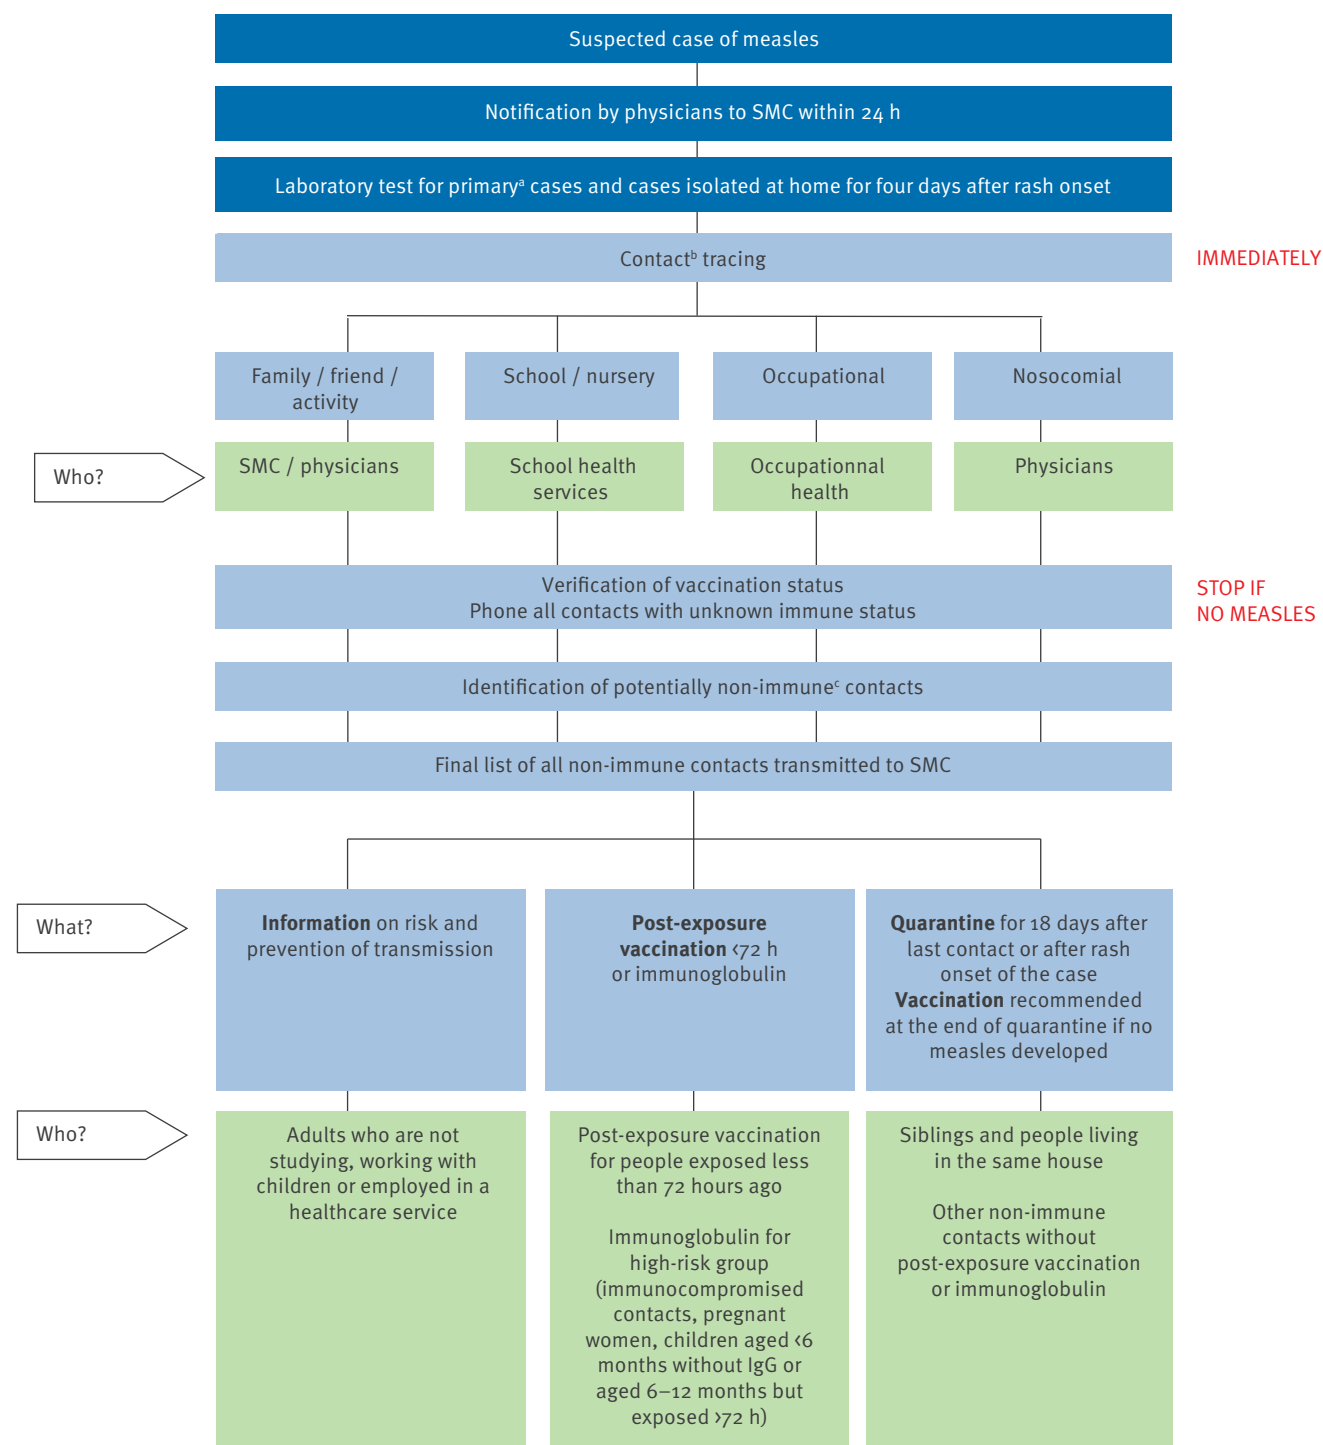 Suspected case of measles
Notification by physicians to SMC within 24 h
Laboratory test for primaryᵃ cases and cases isolated at home for four days after rash onset
Contactᵇ tracing
IMMEDIATELY
Family / friend /
activity
School / nursery
Occupational
Nosocomial
Who?
SMC / physicians
School health
services
Occupationnal
health
Physicians
Verification of vaccination status
Phone all contacts with unknown immune status
STOP IF
NO MEASLES
Identification of potentially non-immuneᶜ contacts
Final list of all non-immune contacts transmitted to SMC
What?
Information on risk and
prevention of transmission
Post-exposure
vaccination <72 h
or immunoglobulin
Quarantine for 18 days after
last contact or after rash
onset of the case
Vaccination recommended
at the end of quarantine if no
measles developed
Who?
Adults who are not
studying, working with
children or employed in a
healthcare service
Post-exposure vaccination
for people exposed less
than 72 hours ago
Immunoglobulin for
high-risk group
(immunocompromised
contacts, pregnant
women, children aged <6
months without IgG or
aged 6–12 months but
exposed >72 h)
Siblings and people living
in the same house
Other non-immune
contacts without
post-exposure vaccination
or immunoglobulin